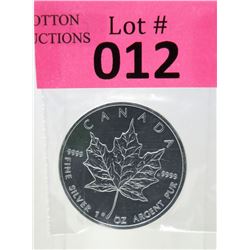 OTTON
UCTIONS
Lot #
012
CANADA
9999 9999
FINE SILVER 1 OZ ARGENT PUR